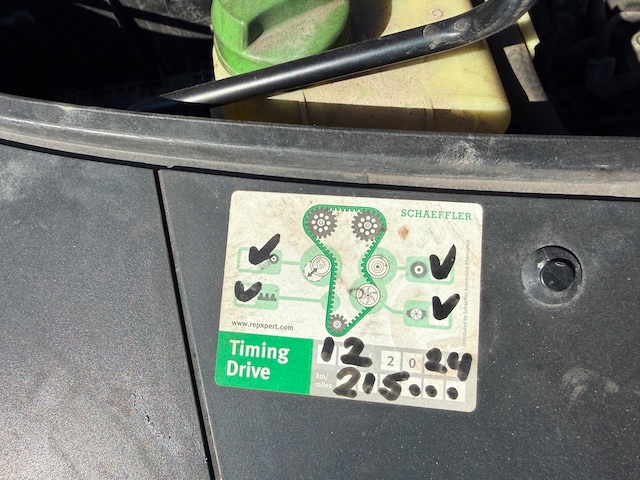 SCHAEFFLER
www.repxpert.com
Timing
Drive
12 20 24
km/
miles 215...